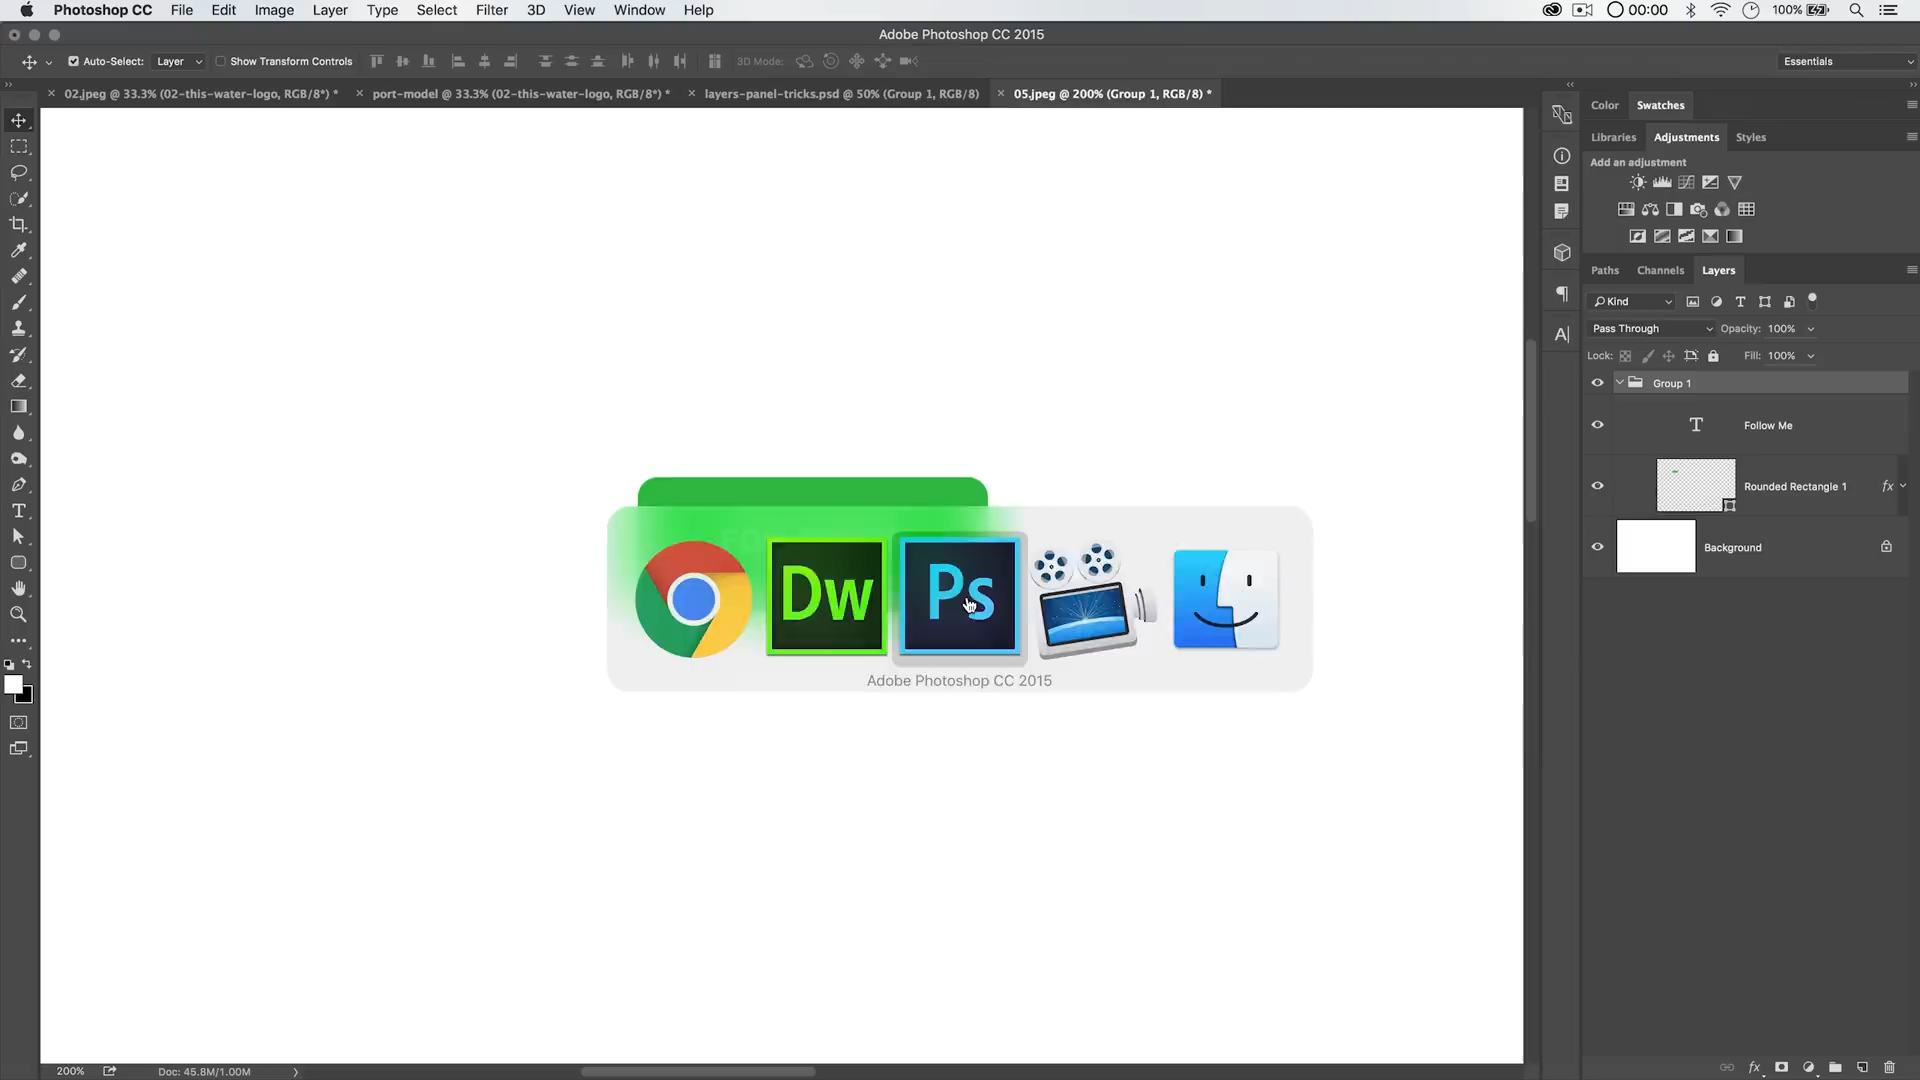 Photoshop CC File Edit Image Layer Type Select Filter 3D View Window Help 00:00 100%
Adobe Photoshop CC 2015
Auto-Select: Layer Show Transform Controls 3D Mode: Essentials
02.jpeg @ 33.3% (02-this-water-logo, RGB/8*) * port-model @ 33.3% (02-this-water-logo, RGB/8*) * layers-panel-tricks.psd @ 50% (Group 1, RGB/8) 05.jpeg @ 200% (Group 1, RGB/8) *
Color Swatches
Libraries Adjustments Styles
Add an adjustment
Paths Channels Layers
Kind
Pass Through Opacity: 100%
Lock: Fill: 100%
Group 1
T Follow Me
Rounded Rectangle 1 fx
Background
Dw Ps
Adobe Photoshop CC 2015
200% Doc: 45.8M/1.00M
fx